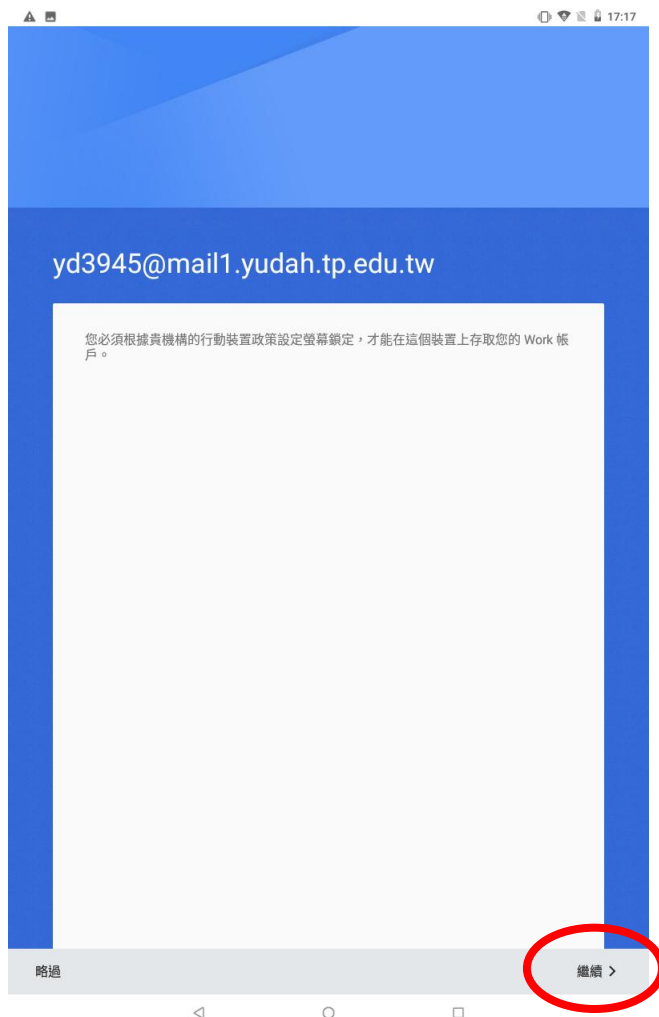 17:17
yd3945@mail1.yudah.tp.edu.tw
您必須根據貴機構的行動裝置政策設定螢幕鎖定，才能在這個裝置上存取您的 Work 帳
戶。
略過
繼續